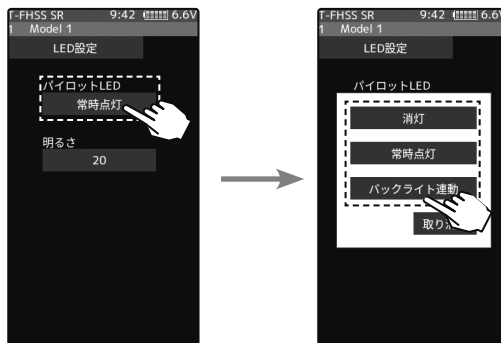 T-FHSS SR 9:42 6.6V
1 Model 1
LED設定
パイロットLED
常時点灯
明るさ
20
T-FHSS SR 9:42 6.6V
1 Model 1
LED設定
パイロットLED
消灯
常時点灯
バックライト連動
取り